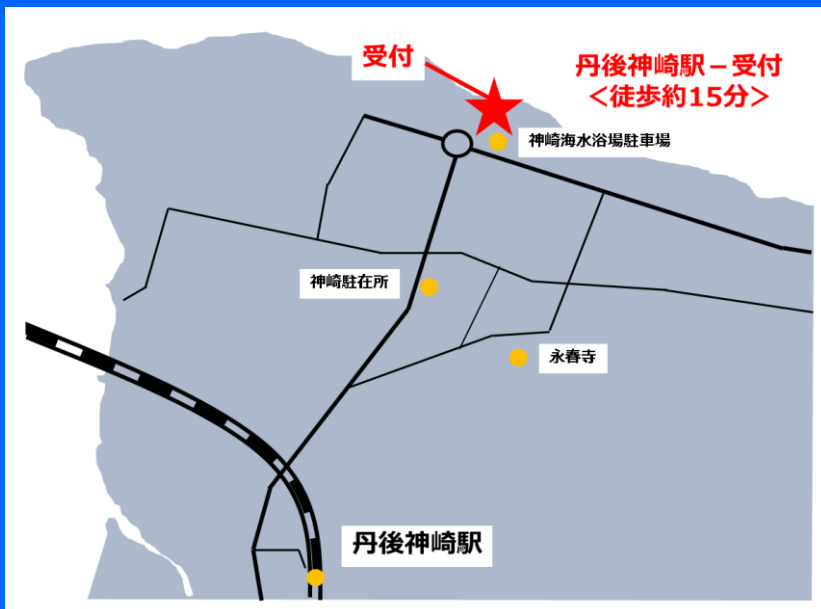 受付
丹後神崎駅－受付
＜徒歩約15分＞
神崎海水浴場駐車場
神崎駐在所
永春寺
丹後神崎駅